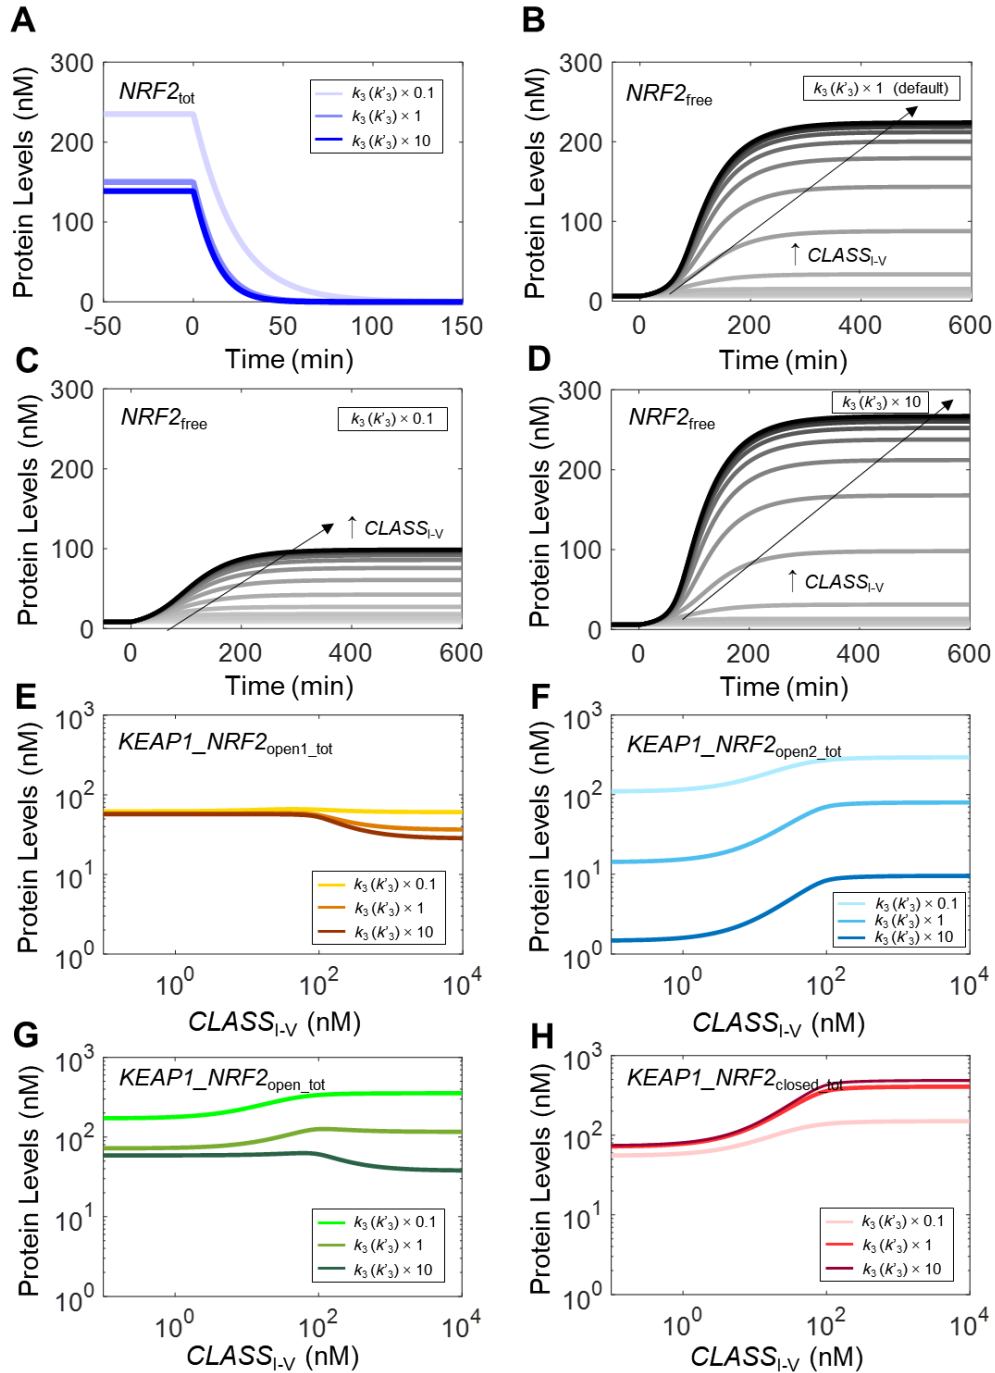 A
300
200
100
0
-50 0 50 100 150
Protein Levels (nM)
Time (min)
NRF2tot
k3 (k'3) × 0.1
k3 (k'3) × 1
k3 (k'3) × 10
B
300
200
100
0
0 200 400 600
Protein Levels (nM)
Time (min)
NRF2free
k3 (k'3) × 1 (default)
↑ CLASSI-V
C
300
200
100
0
0 200 400 600
Protein Levels (nM)
Time (min)
NRF2free
k3 (k'3) × 0.1
↑ CLASSI-V
D
300
200
100
0
0 200 400 600
Protein Levels (nM)
Time (min)
NRF2free
k3 (k'3) × 10
↑ CLASSI-V
E
10^3
10^2
10^1
10^0
10^0 10^2 10^4
Protein Levels (nM)
CLASSI-V (nM)
KEAP1_NRF2open1_tot
k3 (k'3) × 0.1
k3 (k'3) × 1
k3 (k'3) × 10
F
10^3
10^2
10^1
10^0
10^0 10^2 10^4
Protein Levels (nM)
CLASSI-V (nM)
KEAP1_NRF2open2_tot
k3 (k'3) × 0.1
k3 (k'3) × 1
k3 (k'3) × 10
G
10^3
10^2
10^1
10^0
10^0 10^2 10^4
Protein Levels (nM)
CLASSI-V (nM)
KEAP1_NRF2open_tot
k3 (k'3) × 0.1
k3 (k'3) × 1
k3 (k'3) × 10
H
10^3
10^2
10^1
10^0
10^0 10^2 10^4
Protein Levels (nM)
CLASSI-V (nM)
KEAP1_NRF2closed_tot
k3 (k'3) × 0.1
k3 (k'3) × 1
k3 (k'3) × 10